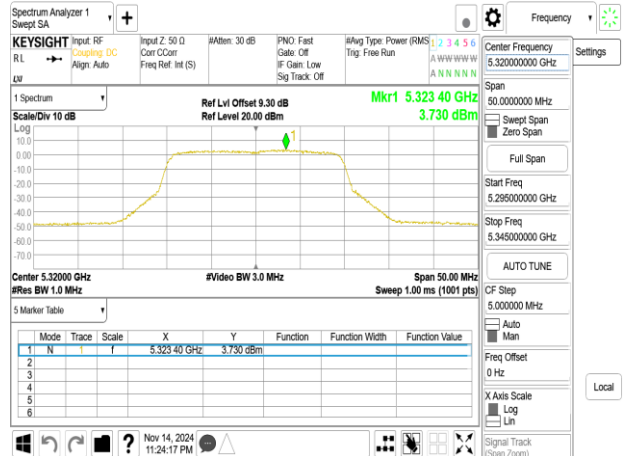 Spectrum Analyzer 1
Swept SA
+
Frequency
KEYSIGHT Input: RF
Coupling: DC
Align: Auto
RL
Input Z: 50 Ω
Corr CCorr
Freq Ref: Int (S)
#Atten: 30 dB
PNO: Fast
Gate: Off
IF Gain: Low
Sig Track: Off
#Avg Type: Power (RMS
Trig: Free Run
1 2 3 4 5 6
A W W W W W
A N N N N N
1 Spectrum
Scale/Div 10 dB
Ref Lvl Offset 9.30 dB
Ref Level 20.00 dBm
Mkr1 5.323 40 GHz
3.730 dBm
Log
10.0
0.00
-10.0
-20.0
-30.0
-40.0
-50.0
-60.0
-70.0
1
Center 5.32000 GHz
#Res BW 1.0 MHz
#Video BW 3.0 MHz
Span 50.00 MHz
Sweep 1.00 ms (1001 pts)
5 Marker Table
Mode Trace Scale X Y Function Function Width Function Value
1 N 1 f 5.323 40 GHz 3.730 dBm
2
3
4
5
6
Nov 14, 2024
11:24:17 PM
?
Center Frequency
5.320000000 GHz
Settings
Span
50.0000000 MHz
Swept Span
Zero Span
Full Span
Start Freq
5.295000000 GHz
Stop Freq
5.345000000 GHz
AUTO TUNE
CF Step
5.000000 MHz
Auto
Man
Freq Offset
0 Hz
X Axis Scale
Log
Lin
Local
Signal Track
(Span Zoom)